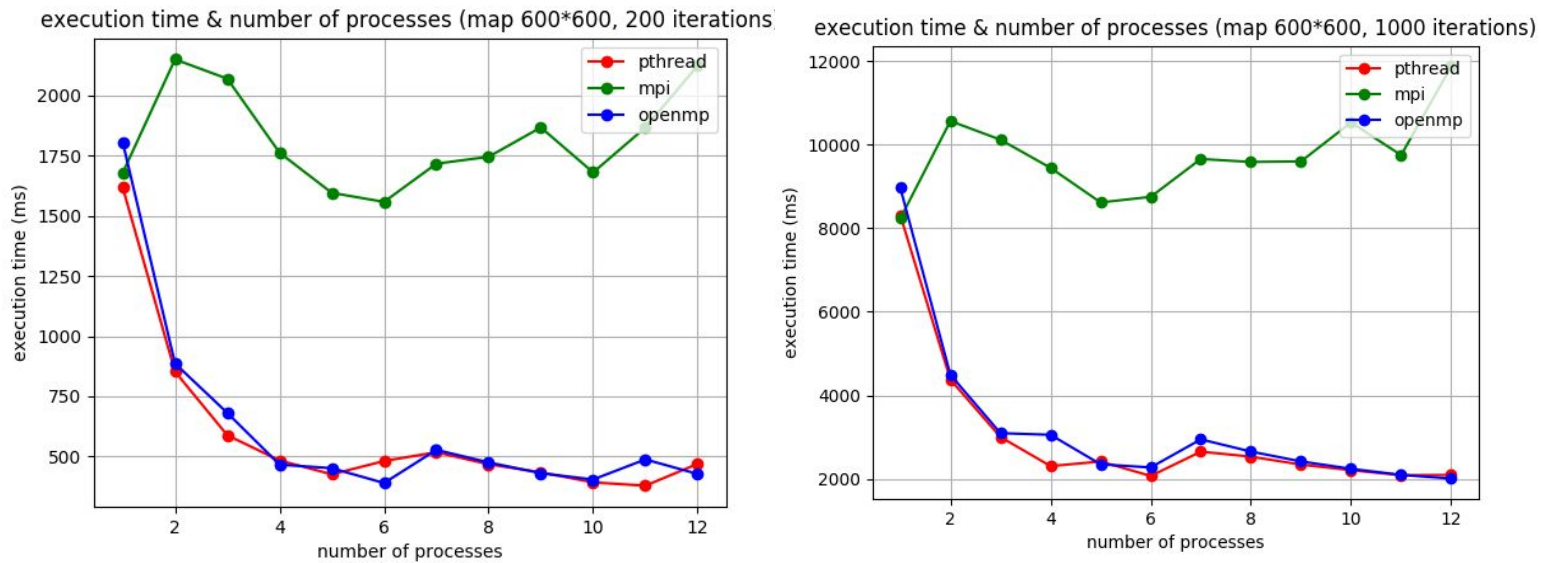 execution time & number of processes (map 600*600, 200 iterations)
pthread
mpi
openmp
execution time (ms)
2000
1750
1500
1250
1000
750
500
2
4
6
8
10
12
number of processes
execution time & number of processes (map 600*600, 1000 iterations)
pthread
mpi
openmp
execution time (ms)
12000
10000
8000
6000
4000
2000
2
4
6
8
10
12
number of processes